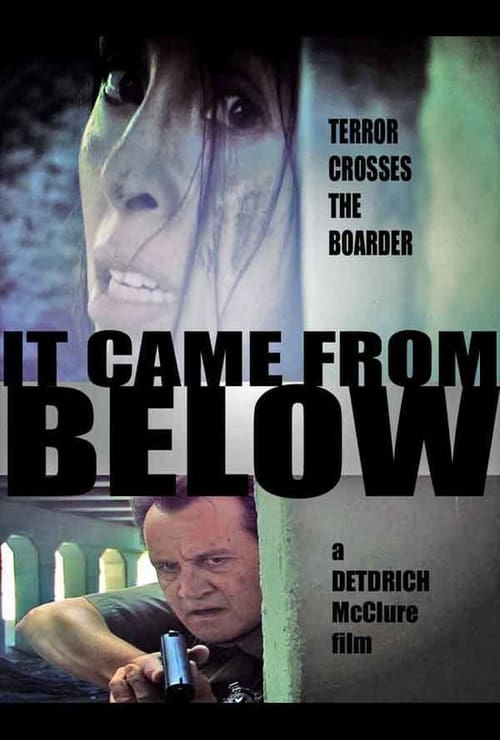 TERROR
CROSSES
THE
BOARDER
IT CAME FROM
BELOW
a
DETDRICH
McClure
film